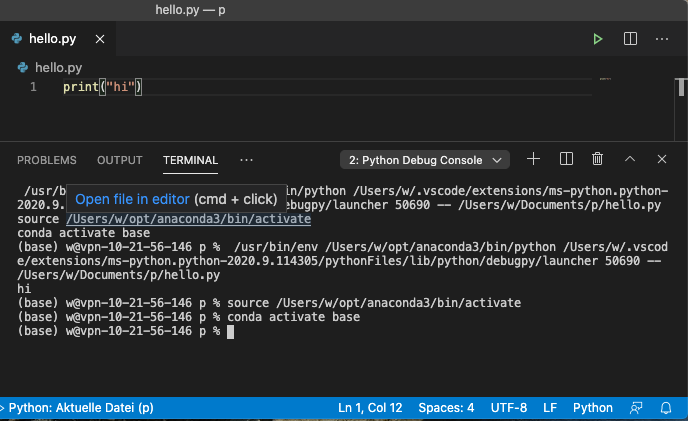 hello.py — p
hello.py
hello.py
1 print("hi")
PROBLEMS OUTPUT TERMINAL ··· 2: Python Debug Console
/usr/b in/python /Users/w/.vscode/extensions/ms-python.python-
Open file in editor (cmd + click)
2020.9. ebugpy/launcher 50690 -- /Users/w/Documents/p/hello.py
source /Users/w/opt/anaconda3/bin/activate
conda activate base
(base) w@vpn-10-21-56-146 p %  /usr/bin/env /Users/w/opt/anaconda3/bin/python /Users/w/.vscod
e/extensions/ms-python.python-2020.9.114305/pythonFiles/lib/python/debugpy/launcher 50690 --
/Users/w/Documents/p/hello.py
hi
(base) w@vpn-10-21-56-146 p % source /Users/w/opt/anaconda3/bin/activate
(base) w@vpn-10-21-56-146 p % conda activate base
(base) w@vpn-10-21-56-146 p %
Python: Aktuelle Datei (p) Ln 1, Col 12 Spaces: 4 UTF-8 LF Python